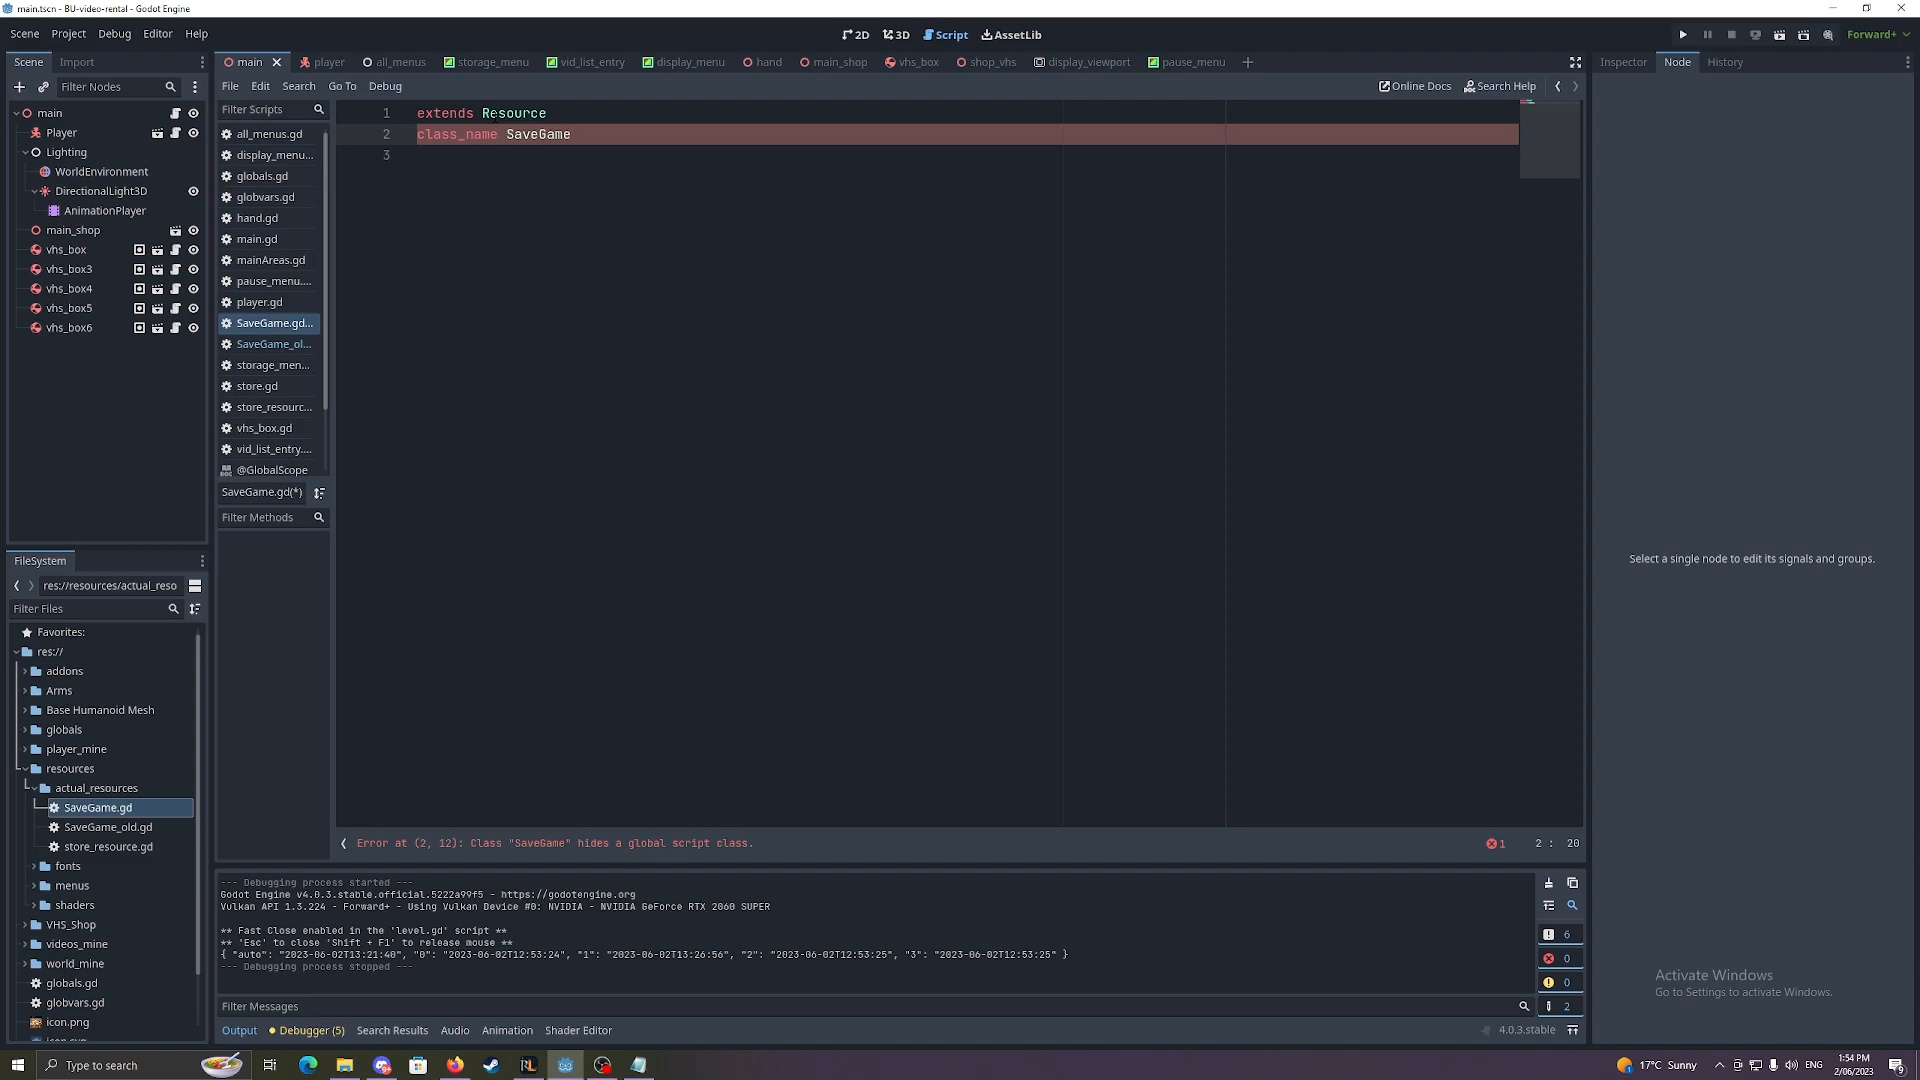 main.tscn - BU-video-rental - Godot Engine
Scene Project Debug Editor Help
2D 3D Script AssetLib
Forward+
Scene Import
main player all_menus storage_menu vid_list_entry display_menu hand main_shop vhs_box shop_vhs display_viewport pause_menu
Inspector Node History
Filter Nodes
File Edit Search Go To Debug
Online Docs Search Help
main
Player
Lighting
WorldEnvironment
DirectionalLight3D
AnimationPlayer
main_shop
vhs_box
vhs_box3
vhs_box4
vhs_box5
vhs_box6
Filter Scripts
all_menus.gd
display_menu...
globals.gd
globvars.gd
hand.gd
main.gd
mainAreas.gd
pause_menu....
player.gd
SaveGame.gd...
SaveGame_ol...
storage_men...
store.gd
store_resourc...
vhs_box.gd
vid_list_entry....
@GlobalScope
SaveGame.gd(*)
Filter Methods
1 extends Resource
2 class_name SaveGame
3
Select a single node to edit its signals and groups.
FileSystem
res://resources/actual_reso
Filter Files
Favorites:
res://
addons
Arms
Base Humanoid Mesh
globals
player_mine
resources
actual_resources
SaveGame.gd
SaveGame_old.gd
store_resource.gd
fonts
menus
shaders
VHS_Shop
videos_mine
world_mine
globals.gd
globvars.gd
icon.png
Error at (2, 12): Class "SaveGame" hides a global script class.
1 2 : 20
--- Debugging process started ---
Godot Engine v4.0.3.stable.official.5222a99f5 - https://godotengine.org
Vulkan API 1.3.224 - Forward+ - Using Vulkan Device #0: NVIDIA - NVIDIA GeForce RTX 2060 SUPER
** Fast Close enabled in the 'level.gd' script **
** 'Esc' to close 'Shift + F1' to release mouse **
{ "auto": "2023-06-02T13:21:40", "0": "2023-06-02T12:53:24", "1": "2023-06-02T13:26:56", "2": "2023-06-02T12:53:25", "3": "2023-06-02T12:53:25" }
--- Debugging process stopped ---
6
0
0
2
Filter Messages
Output Debugger (5) Search Results Audio Animation Shader Editor
4.0.3.stable
Activate Windows
Go to Settings to activate Windows.
Type to search
17°C Sunny
ENG
1:54 PM
2/06/2023
9